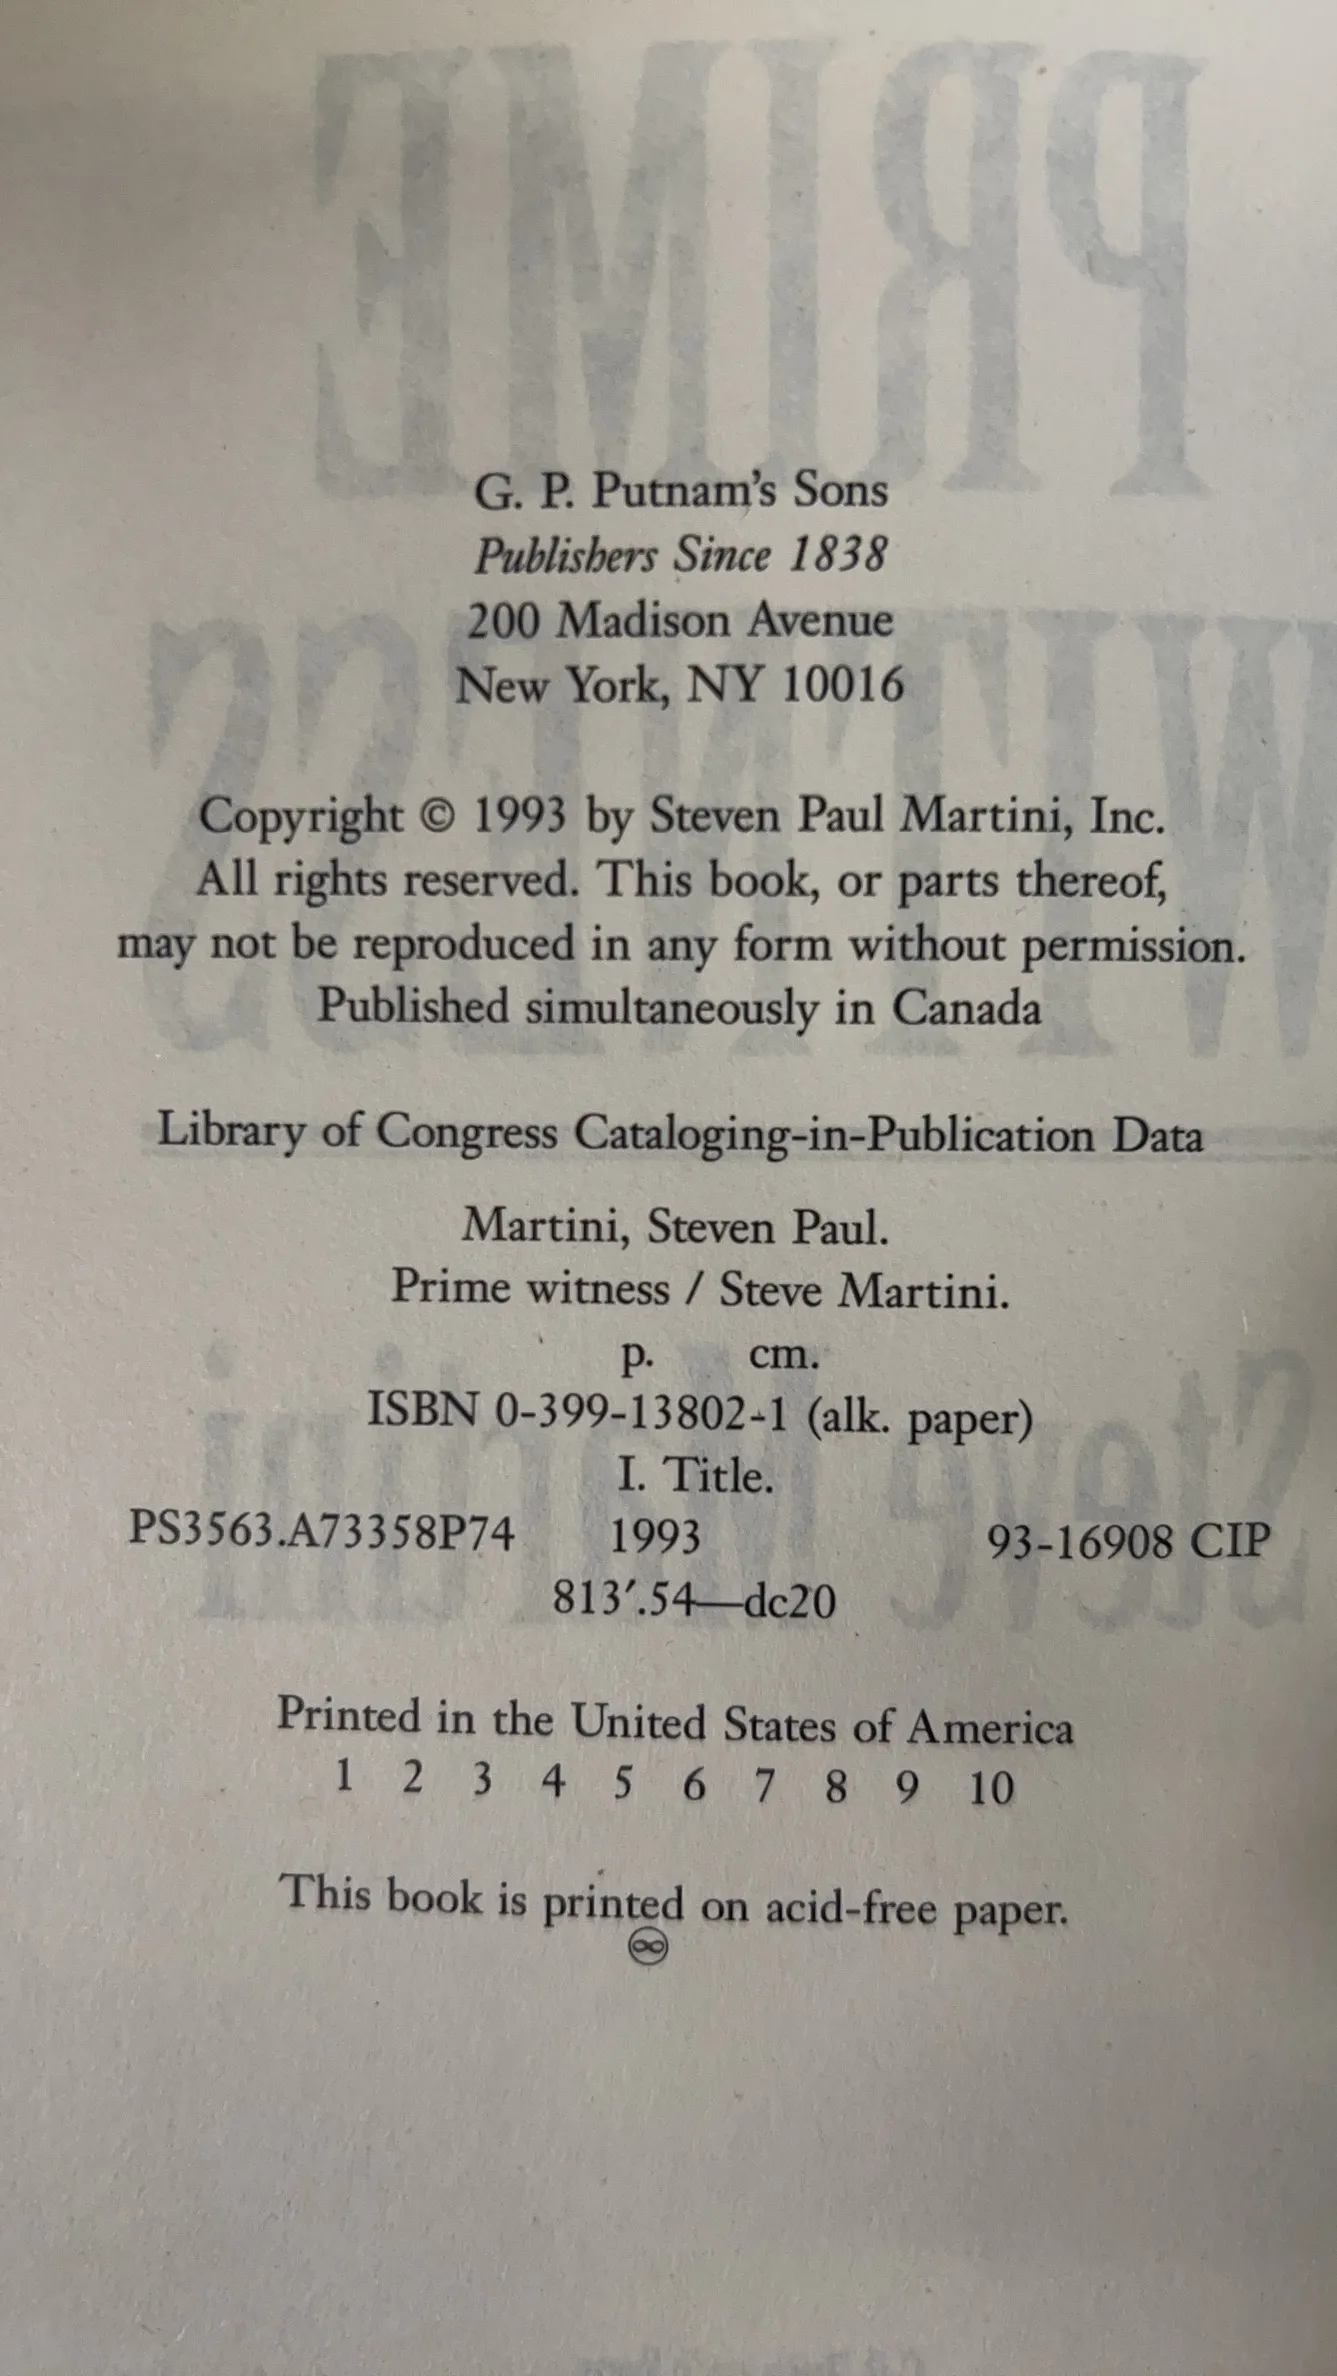 G. P. Putnam's Sons
Publishers Since 1838
200 Madison Avenue
New York, NY 10016
Copyright © 1993 by Steven Paul Martini, Inc.
All rights reserved. This book, or parts thereof,
may not be reproduced in any form without permission.
Published simultaneously in Canada
Library of Congress Cataloging-in-Publication Data
Martini, Steven Paul.
Prime witness / Steve Martini.
p. cm.
ISBN 0-399-13802-1 (alk. paper)
I. Title.
PS3563.A73358P74 1993 93-16908 CIP
813′.54—dc20
Printed in the United States of America
1 2 3 4 5 6 7 8 9 10
This book is printed on acid-free paper.
♾